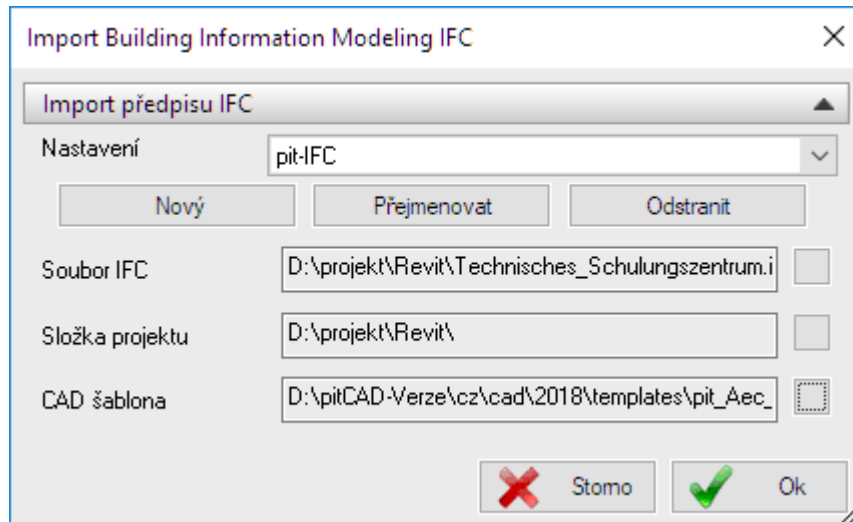 Import Building Information Modeling IFC
Import předpisu IFC
Nastavení pit-IFC
Nový Přejmenovat Odstranit
Soubor IFC D:\projekt\Revit\Technisches_Schulungszentrum.i
Složka projektu D:\projekt\Revit\
CAD šablona D:\pitCAD-Verze\cz\cad\2018\templates\pit_Aec_
Storno Ok